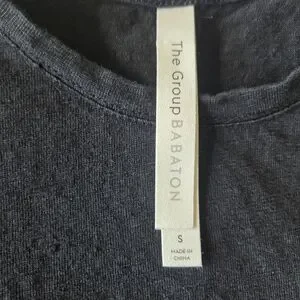 The Group BABATON
S
MADE IN
CHINA